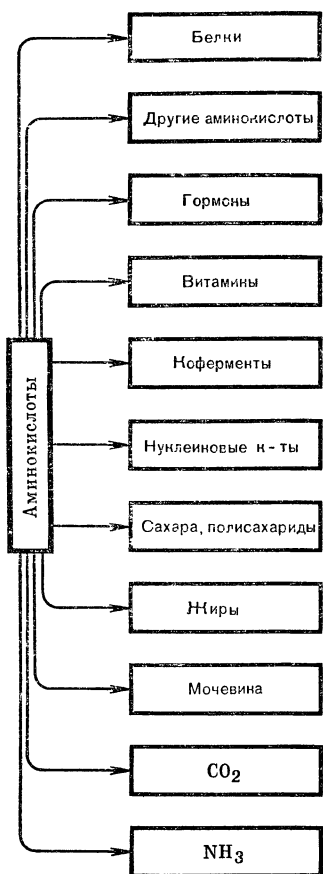 Белки
Другие аминокислоты
Гормоны
Витамины
Аминокислоты
Коферменты
Нуклеиновые к-ты
Сахара, полисахариды
Жиры
Мочевина
CO₂
NH₃